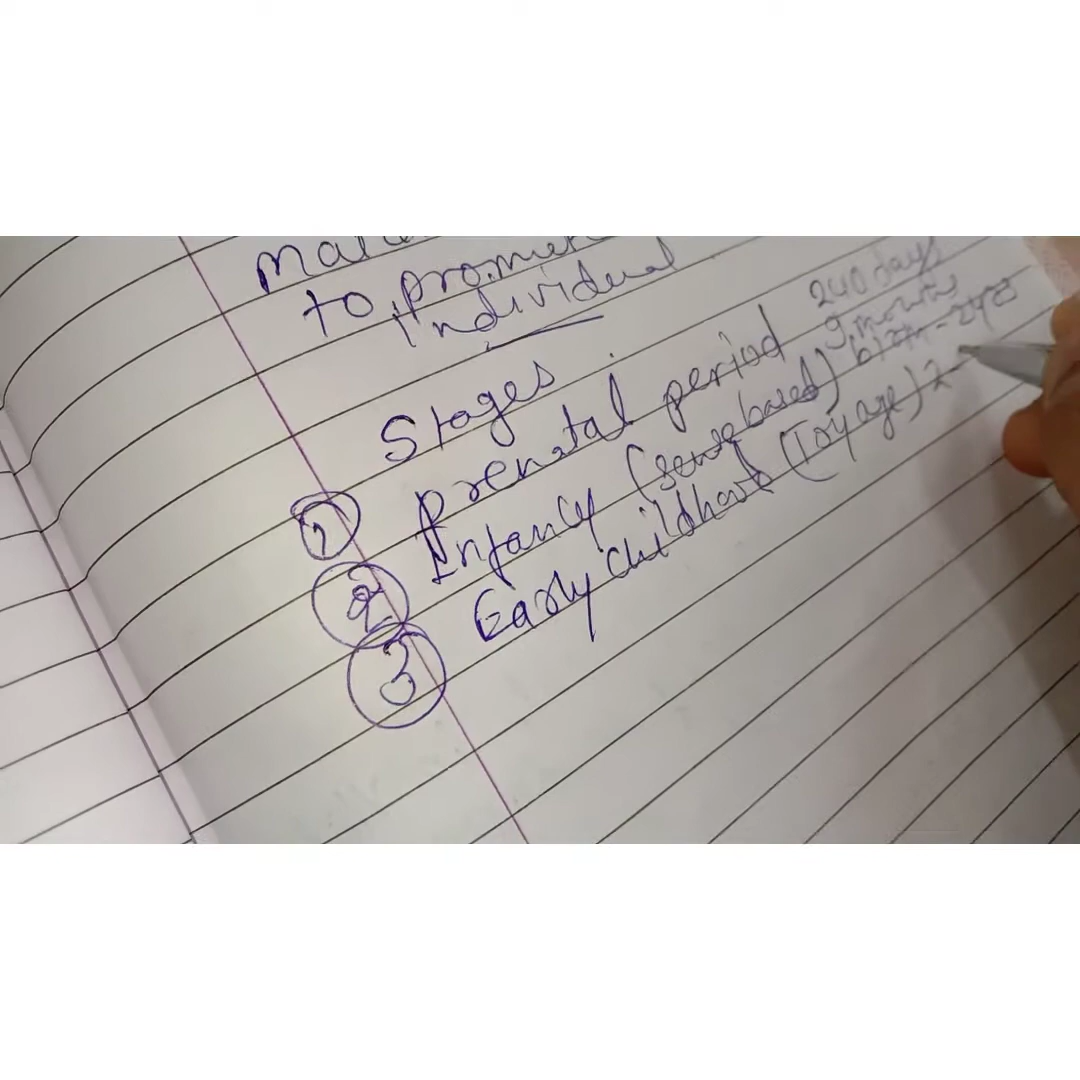 to promote
individual
Stages
1 Prenatal period 240 days
9 months
2 Infancy (sense based) birth - 2 yrs
3 Early childhood (Toy age) 2 -